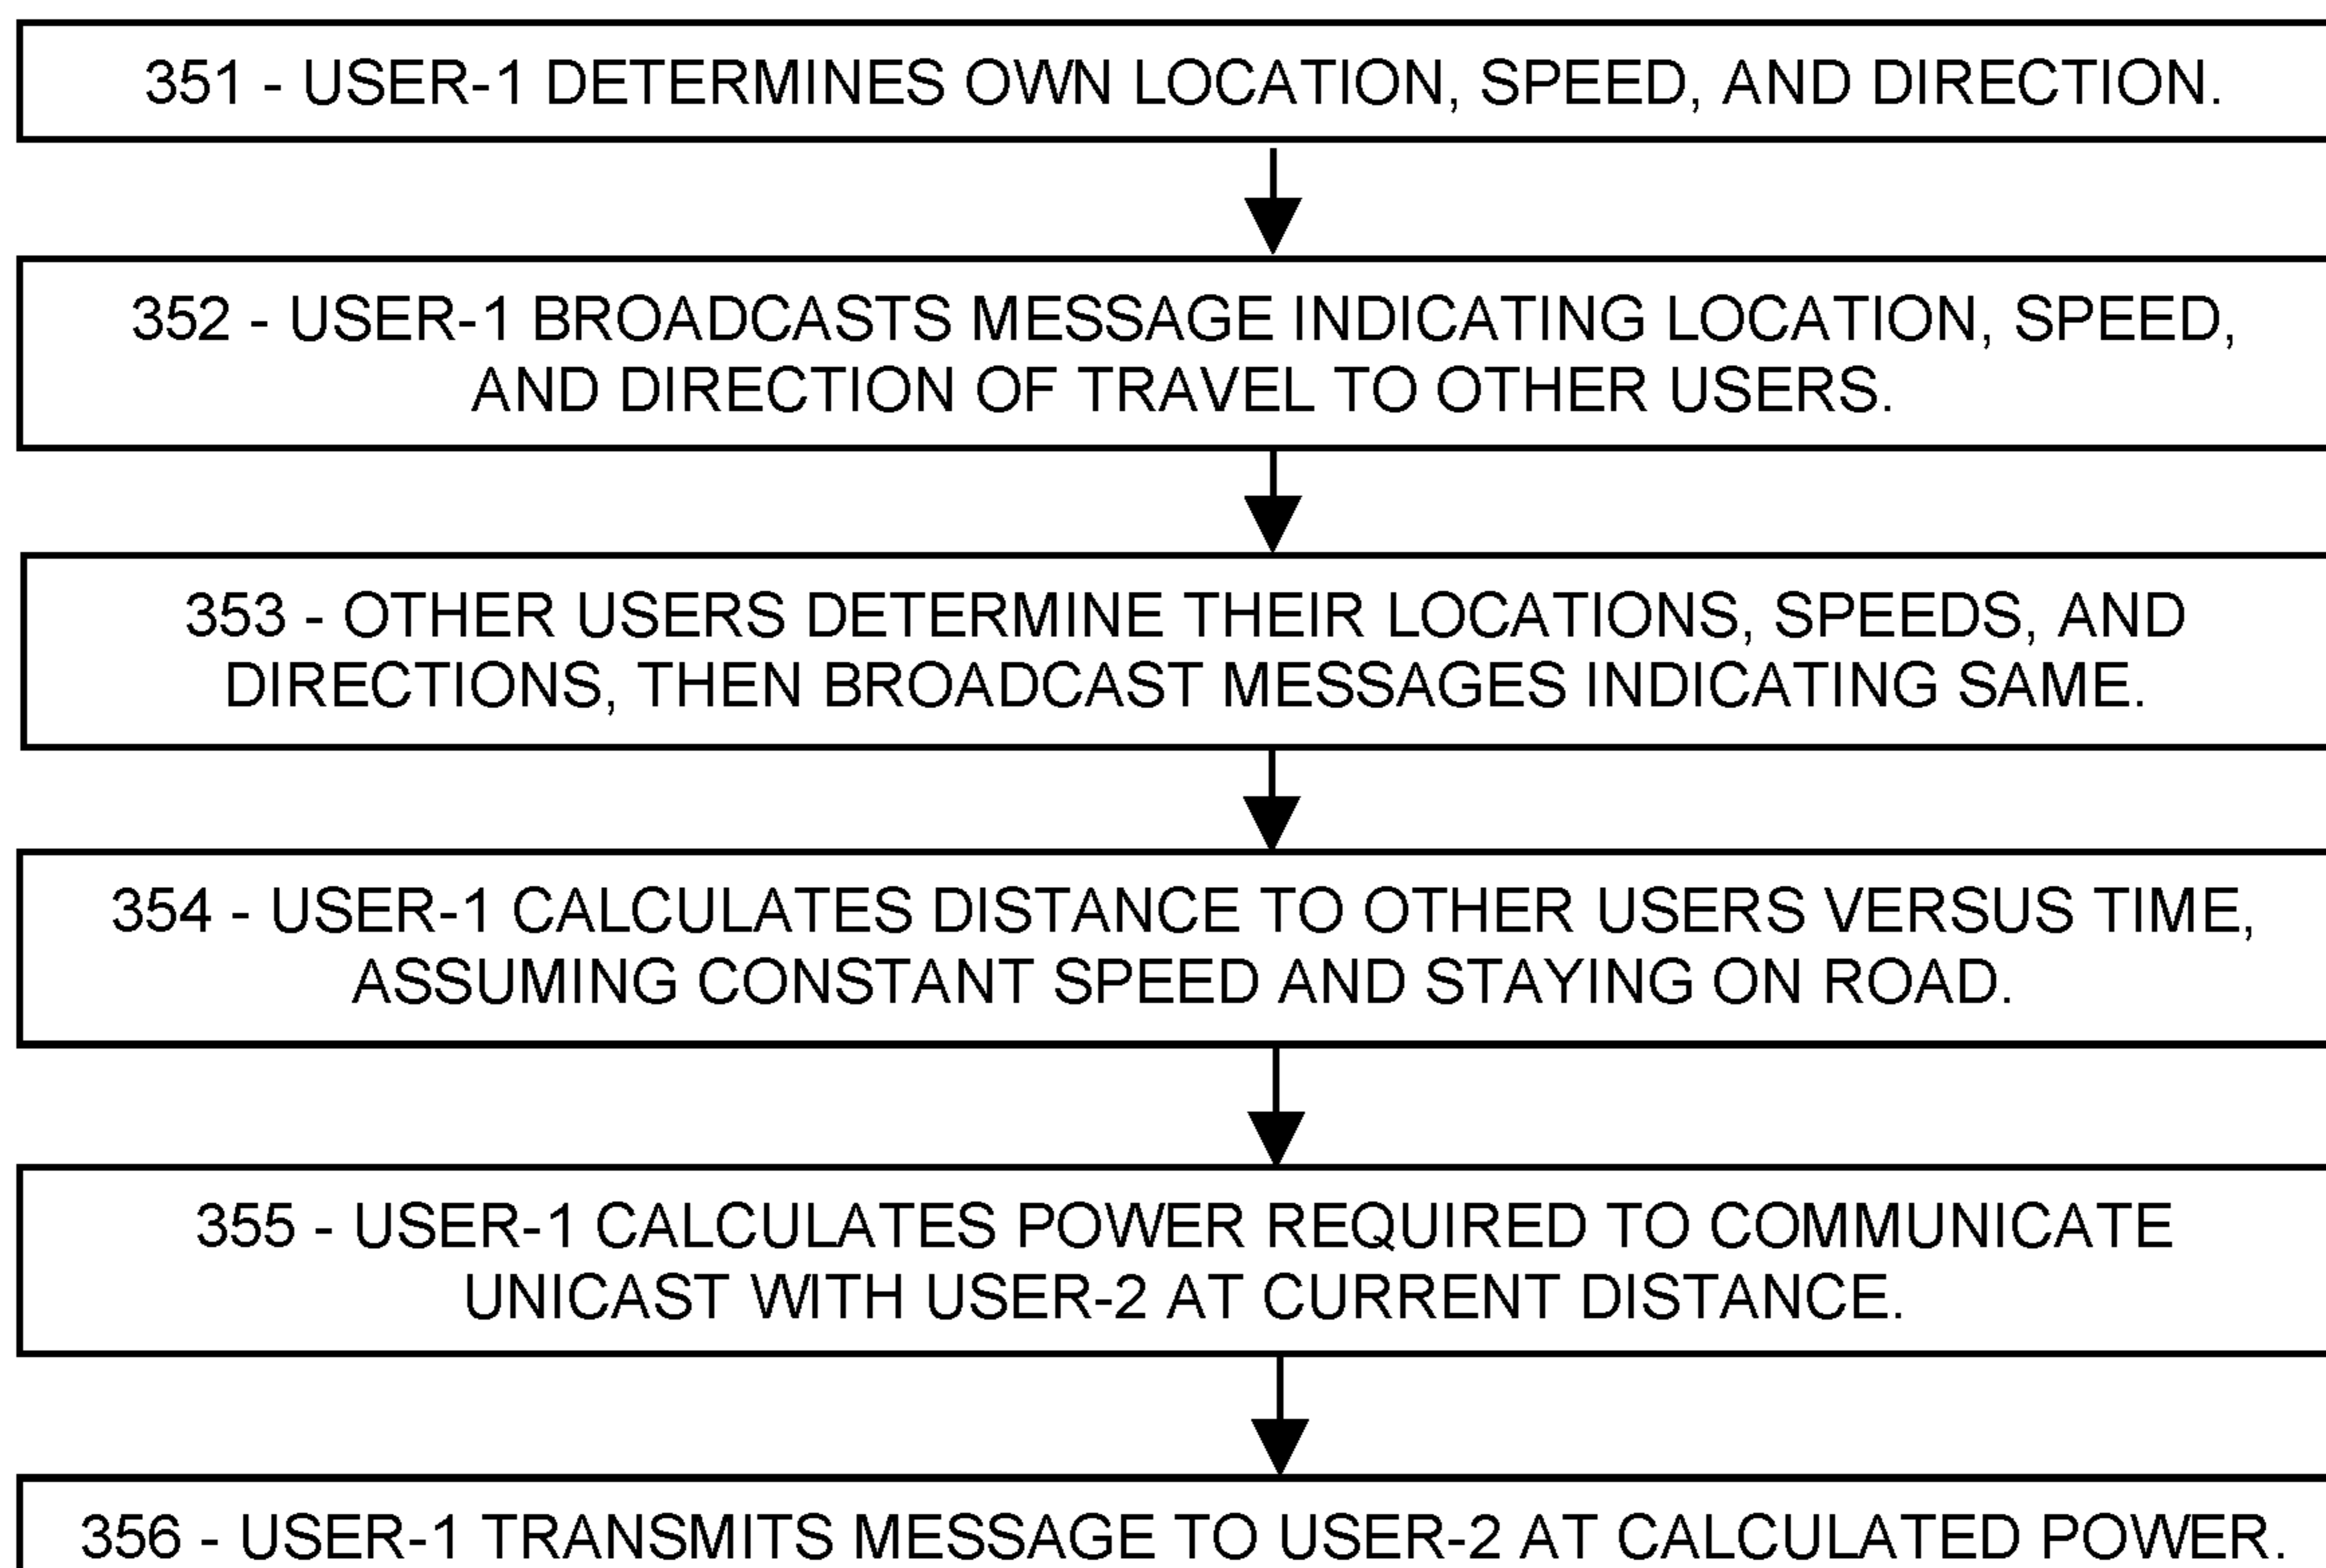 351 - USER-1 DETERMINES OWN LOCATION, SPEED, AND DIRECTION.
352 - USER-1 BROADCASTS MESSAGE INDICATING LOCATION, SPEED,
AND DIRECTION OF TRAVEL TO OTHER USERS.
353 - OTHER USERS DETERMINE THEIR LOCATIONS, SPEEDS, AND
DIRECTIONS, THEN BROADCAST MESSAGES INDICATING SAME.
354 - USER-1 CALCULATES DISTANCE TO OTHER USERS VERSUS TIME,
ASSUMING CONSTANT SPEED AND STAYING ON ROAD.
355 - USER-1 CALCULATES POWER REQUIRED TO COMMUNICATE
UNICAST WITH USER-2 AT CURRENT DISTANCE.
356 - USER-1 TRANSMITS MESSAGE TO USER-2 AT CALCULATED POWER.